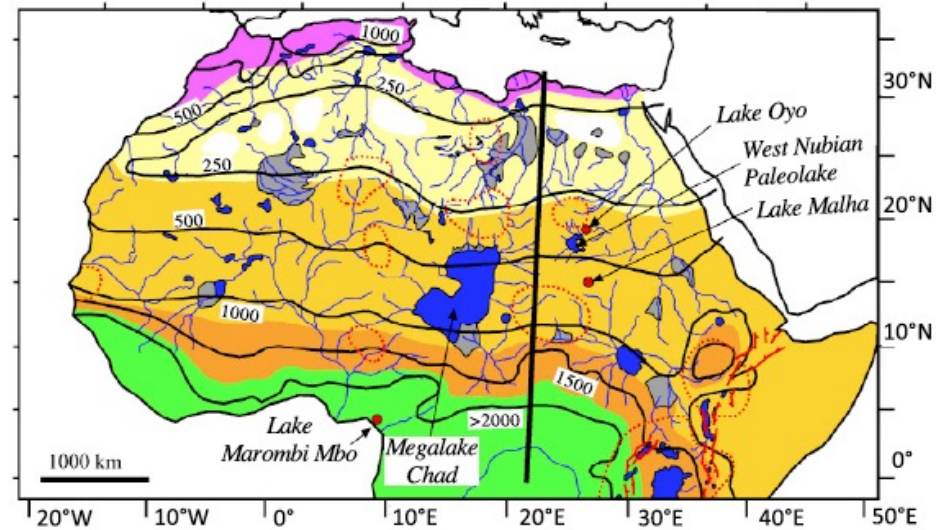 1000
30°N
500
250
Lake Oyo
West Nubian
Paleolake
250
Lake Malha
500
20°N
1000
10°N
1500
>2000
Lake
Marombi Mbo
Megalake
Chad
1000 km
0°
20°W
10°W
0°
10°E
20°E
30°E
40°E
50°E